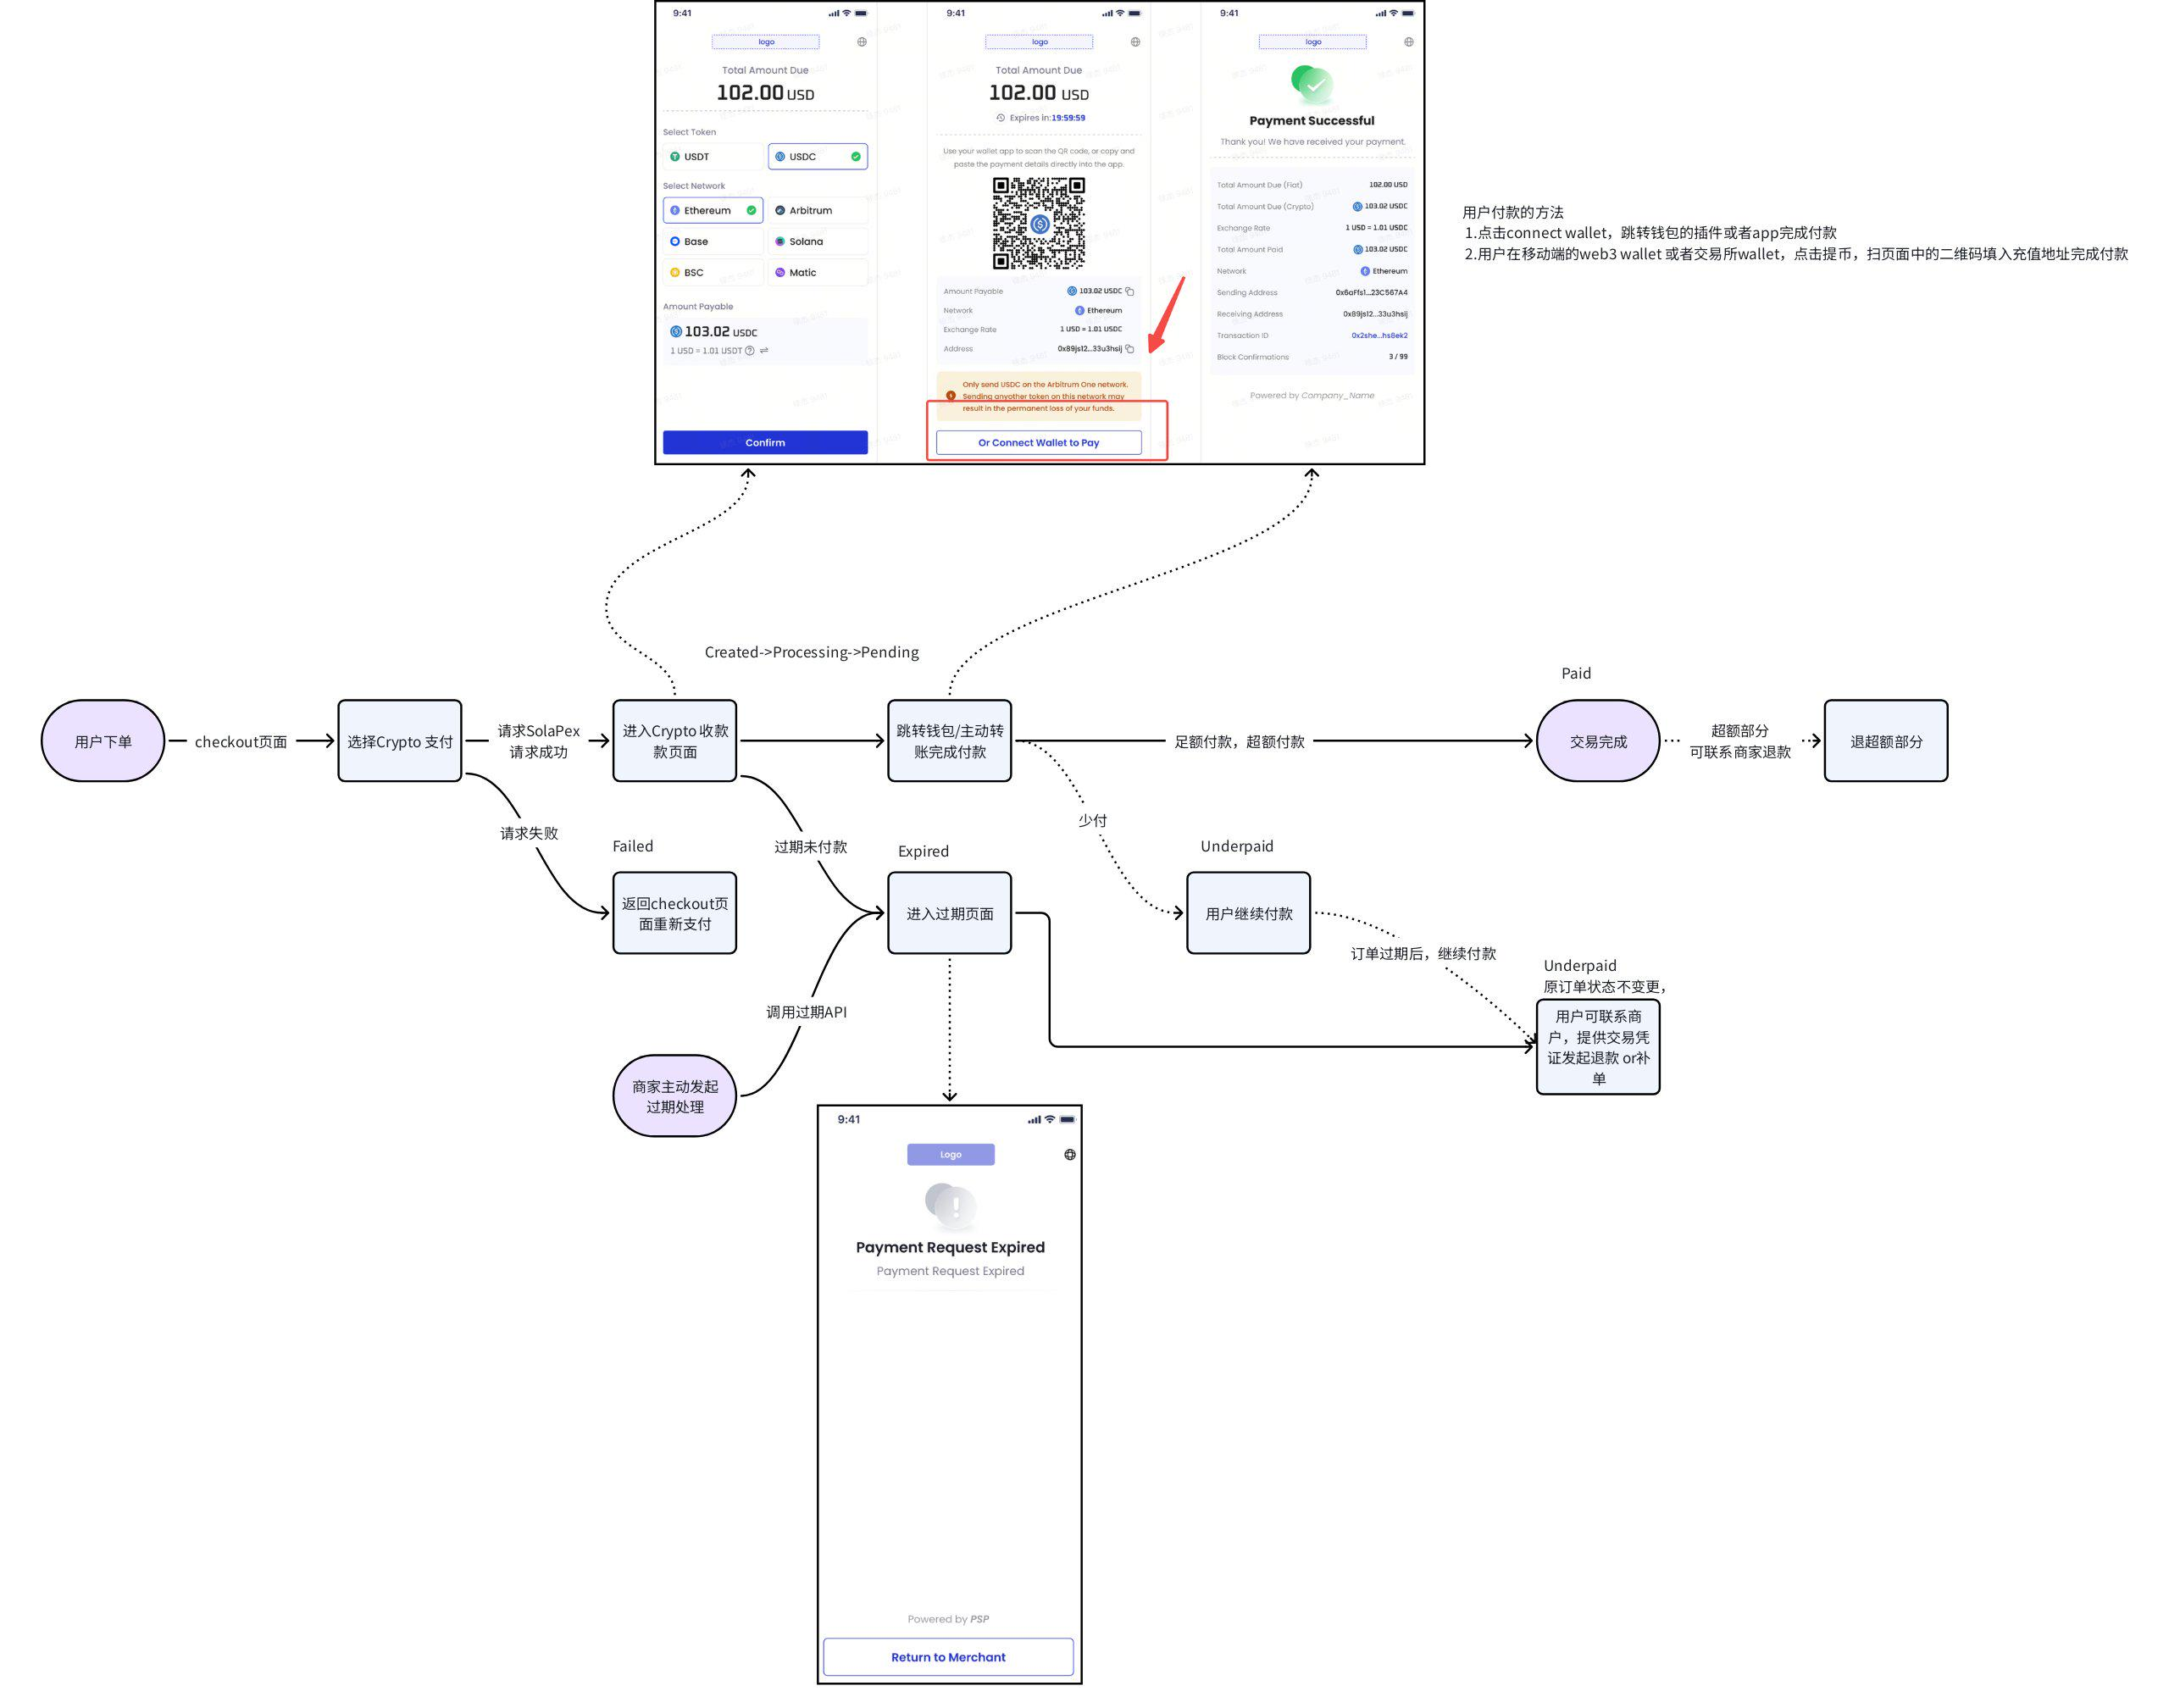 9:41
logo
Total Amount Due
102.00 USD
Select Token
USDT
USDC
Select Network
Ethereum
Arbitrum
Base
Solana
BSC
Matic
Amount Payable
103.02 USDC
1 USD = 1.01 USDT
Confirm
9:41
logo
Total Amount Due
102.00 USD
Expires in:19:59:59
Use your wallet app to scan the QR code, or copy and
paste the payment details directly into the app.
Amount Payable 103.02 USDC
Network Ethereum
Exchange Rate 1 USD = 1.01 USDC
Address 0x89js12...33u3hsij
Only send USDC on the Arbitrum One network.
Sending anyother token on this network may
result in the permanent loss of your funds.
Or Connect Wallet to Pay
9:41
logo
Payment Successful
Thank you! We have received your payment.
Total Amount Due (Fiat) 102.00 USD
Total Amount Due (Crypto) 103.02 USDC
Exchange Rate 1 USD = 1.01 USDC
Total Amount Paid 103.02 USDC
Network Ethereum
Sending Address 0x6aFfs1...23C567A4
Receiving Address 0x89js12...33u3hsij
Transaction ID 0x2she...hs8ek2
Block Confirmations 3 / 99
Powered by Company_Name
用户付款的方法
1.点击connect wallet，跳转钱包的插件或者app完成付款
2.用户在移动端的web3 wallet 或者交易所wallet，点击提币，扫页面中的二维码填入充值地址完成付款
Created->Processing->Pending
Paid
用户下单
checkout页面
选择Crypto 支付
请求SolaPex
请求成功
进入Crypto 收款
款页面
跳转钱包/主动转
账完成付款
足额付款，超额付款
交易完成
超额部分
可联系商家退款
退超额部分
请求失败
Failed
返回checkout页
面重新支付
过期未付款
Expired
进入过期页面
少付
Underpaid
用户继续付款
订单过期后，继续付款
Underpaid
原订单状态不变更，
用户可联系商
户，提供交易凭
证发起退款 or补
单
调用过期API
商家主动发起
过期处理
9:41
Logo
Payment Request Expired
Payment Request Expired
Powered by PSP
Return to Merchant